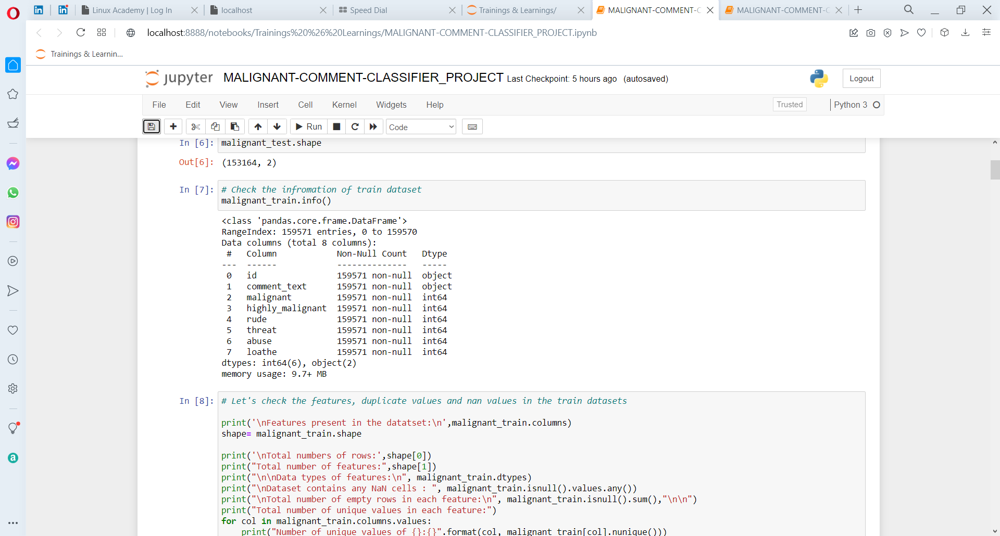 Linux Academy | Log In
localhost
Speed Dial
Trainings & Learnings/
MALIGNANT-COMMENT-C
MALIGNANT-COMMENT-C
localhost:8888/notebooks/Trainings%20%26%20Learnings/MALIGNANT-COMMENT-CLASSIFIER_PROJECT.ipynb
Trainings & Learnin...
jupyter MALIGNANT-COMMENT-CLASSIFIER_PROJECT Last Checkpoint: 5 hours ago (autosaved)
Logout
File Edit View Insert Cell Kernel Widgets Help
Trusted
Python 3
Run
Code
In [6]: malignant_test.shape
Out[6]: (153164, 2)
In [7]: # Check the infromation of train dataset
malignant_train.info()
<class 'pandas.core.frame.DataFrame'>
RangeIndex: 159571 entries, 0 to 159570
Data columns (total 8 columns):
# Column Non-Null Count Dtype
--- ------ -------------- -----
0 id 159571 non-null object
1 comment_text 159571 non-null object
2 malignant 159571 non-null int64
3 highly_malignant 159571 non-null int64
4 rude 159571 non-null int64
5 threat 159571 non-null int64
6 abuse 159571 non-null int64
7 loathe 159571 non-null int64
dtypes: int64(6), object(2)
memory usage: 9.7+ MB
In [8]: # Let's check the features, duplicate values and nan values in the train datasets
print('\nFeatures present in the datatset:\n',malignant_train.columns)
shape= malignant_train.shape
print('\nTotal numbers of rows:',shape[0])
print("Total number of features:",shape[1])
print("\n\nData types of features:\n", malignant_train.dtypes)
print("\nDataset contains any NaN cells : ", malignant_train.isnull().values.any())
print("\nTotal number of empty rows in each feature:\n", malignant_train.isnull().sum(),"\n\n")
print("Total number of unique values in each feature:")
for col in malignant_train.columns.values:
print("Number of unique values of {}:{}".format(col, malignant_train[col].nunique()))